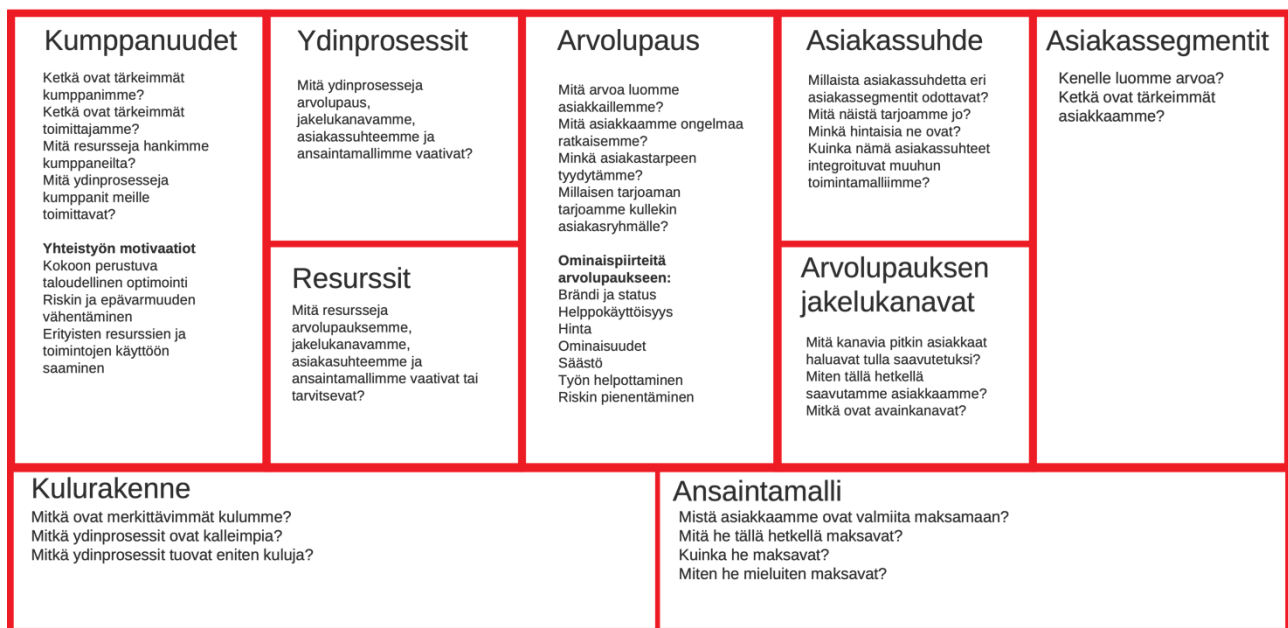 Kumppanuudet
Ketkä ovat tärkeimmät
kumppanimme?
Ketkä ovat tärkeimmät
toimittajamme?
Mitä resursseja hankimme
kumppaneilta?
Mitä ydinprosesseja
kumppanit meille
toimittavat?
Yhteistyön motivaatiot
Kokoon perustuva
taloudellinen optimointi
Riskin ja epävarmuuden
vähentäminen
Erityisten resurssien ja
toimintojen käyttöön
saaminen
Ydinprosessit
Mitä ydinprosesseja
arvolupaus,
jakelukanavamme,
asiakassuhteemme ja
ansaintamallimme vaativat?
Resurssit
Mitä resursseja
arvolupauksemme,
jakelukanavamme,
asiakasuhteemme ja
ansaintamallimme vaativat tai
tarvitsevat?
Arvolupaus
Mitä arvoa luomme
asiakkaillemme?
Mitä asiakkaamme ongelmaa
ratkaisemme?
Minkä asiakastarpeen
tyydytämme?
Millaisen tarjoaman
tarjoamme kullekin
asiakasryhmälle?
Ominaispiirteitä
arvolupaukseen:
Brändi ja status
Helppokäyttöisyys
Hinta
Ominaisuudet
Säästö
Työn helpottaminen
Riskin pienentäminen
Asiakassuhde
Millaista asiakassuhdetta eri
asiakassegmentit odottavat?
Mitä näistä tarjoamme jo?
Minkä hintaisia ne ovat?
Kuinka nämä asiakassuhteet
integroituvat muuhun
toimintamalliimme?
Arvolupauksen
jakelukanavat
Mitä kanavia pitkin asiakkaat
haluavat tulla saavutetuksi?
Miten tällä hetkellä
saavutamme asiakkaamme?
Mitkä ovat avainkanavat?
Asiakassegmentit
Kenelle luomme arvoa?
Ketkä ovat tärkeimmät
asiakkaamme?
Kulurakenne
Mitkä ovat merkittävimmät kulumme?
Mitkä ydinprosessit ovat kalleimpia?
Mitkä ydinprosessit tuovat eniten kuluja?
Ansaintamalli
Mistä asiakkaamme ovat valmiita maksamaan?
Mitä he tällä hetkellä maksavat?
Kuinka he maksavat?
Miten he mieluiten maksavat?